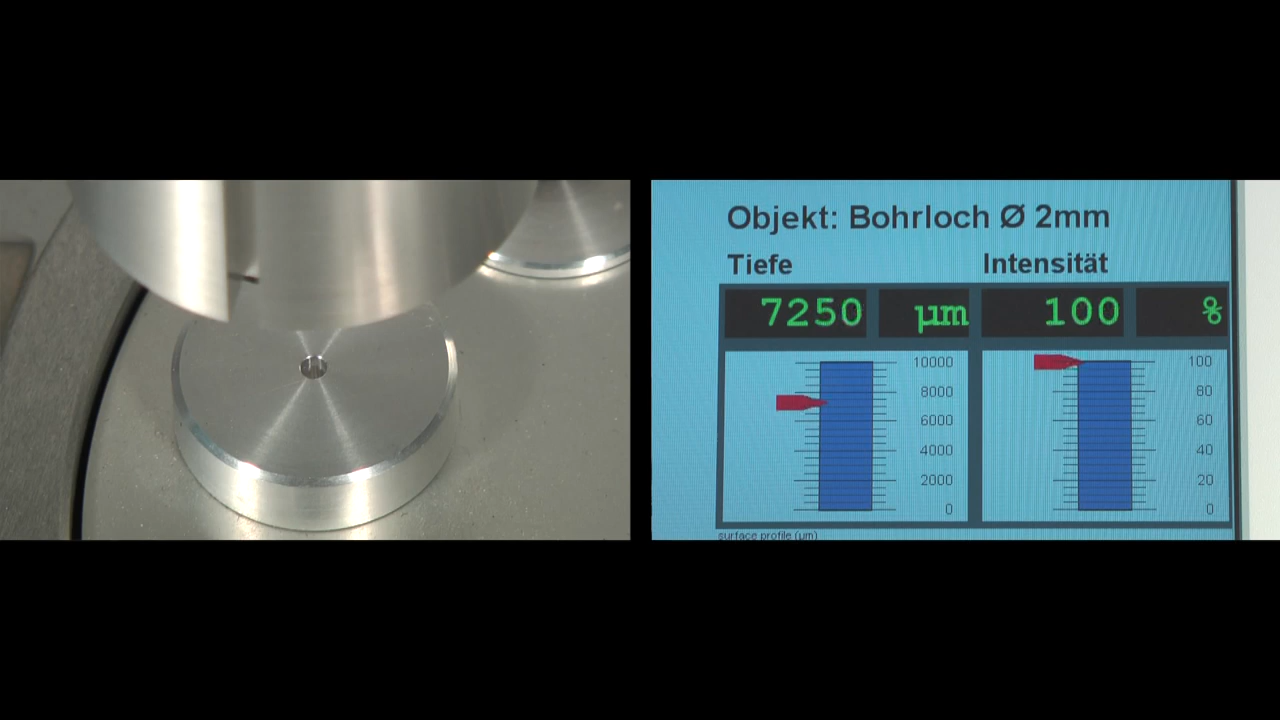 Objekt: Bohrloch Ø 2mm
Tiefe Intensität
7250 µm 100 %
10000 100
8000 80
6000 60
4000 40
2000 20
0 0
surface profile (µm)